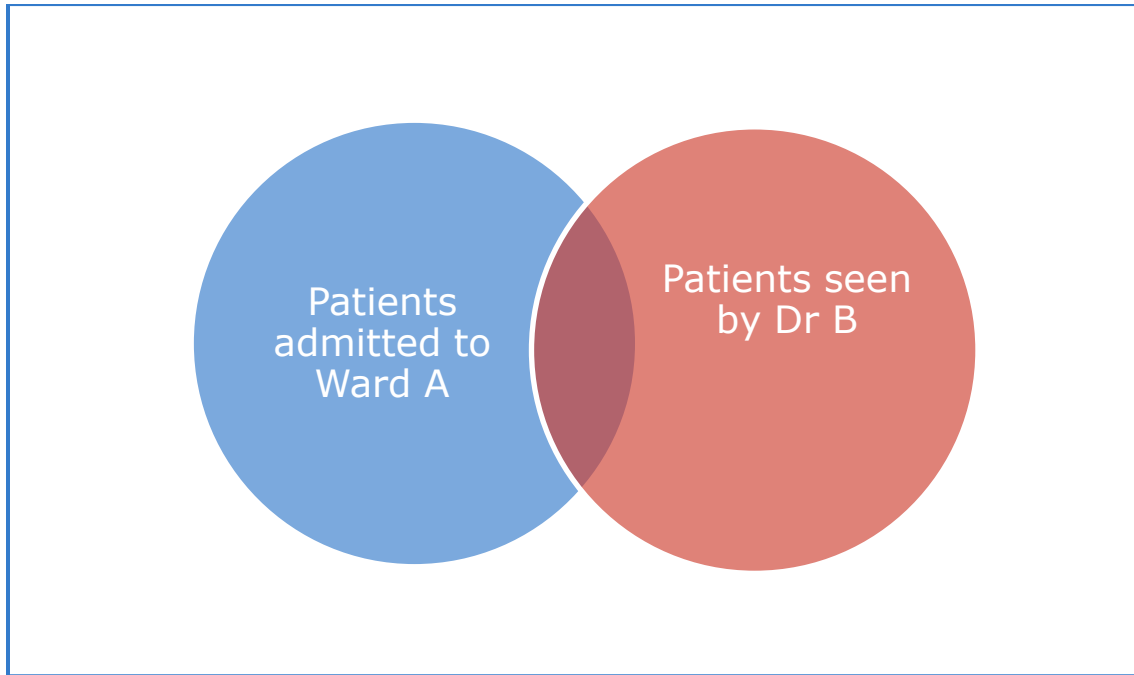 Patients
admitted to
Ward A
Patients seen
by Dr B